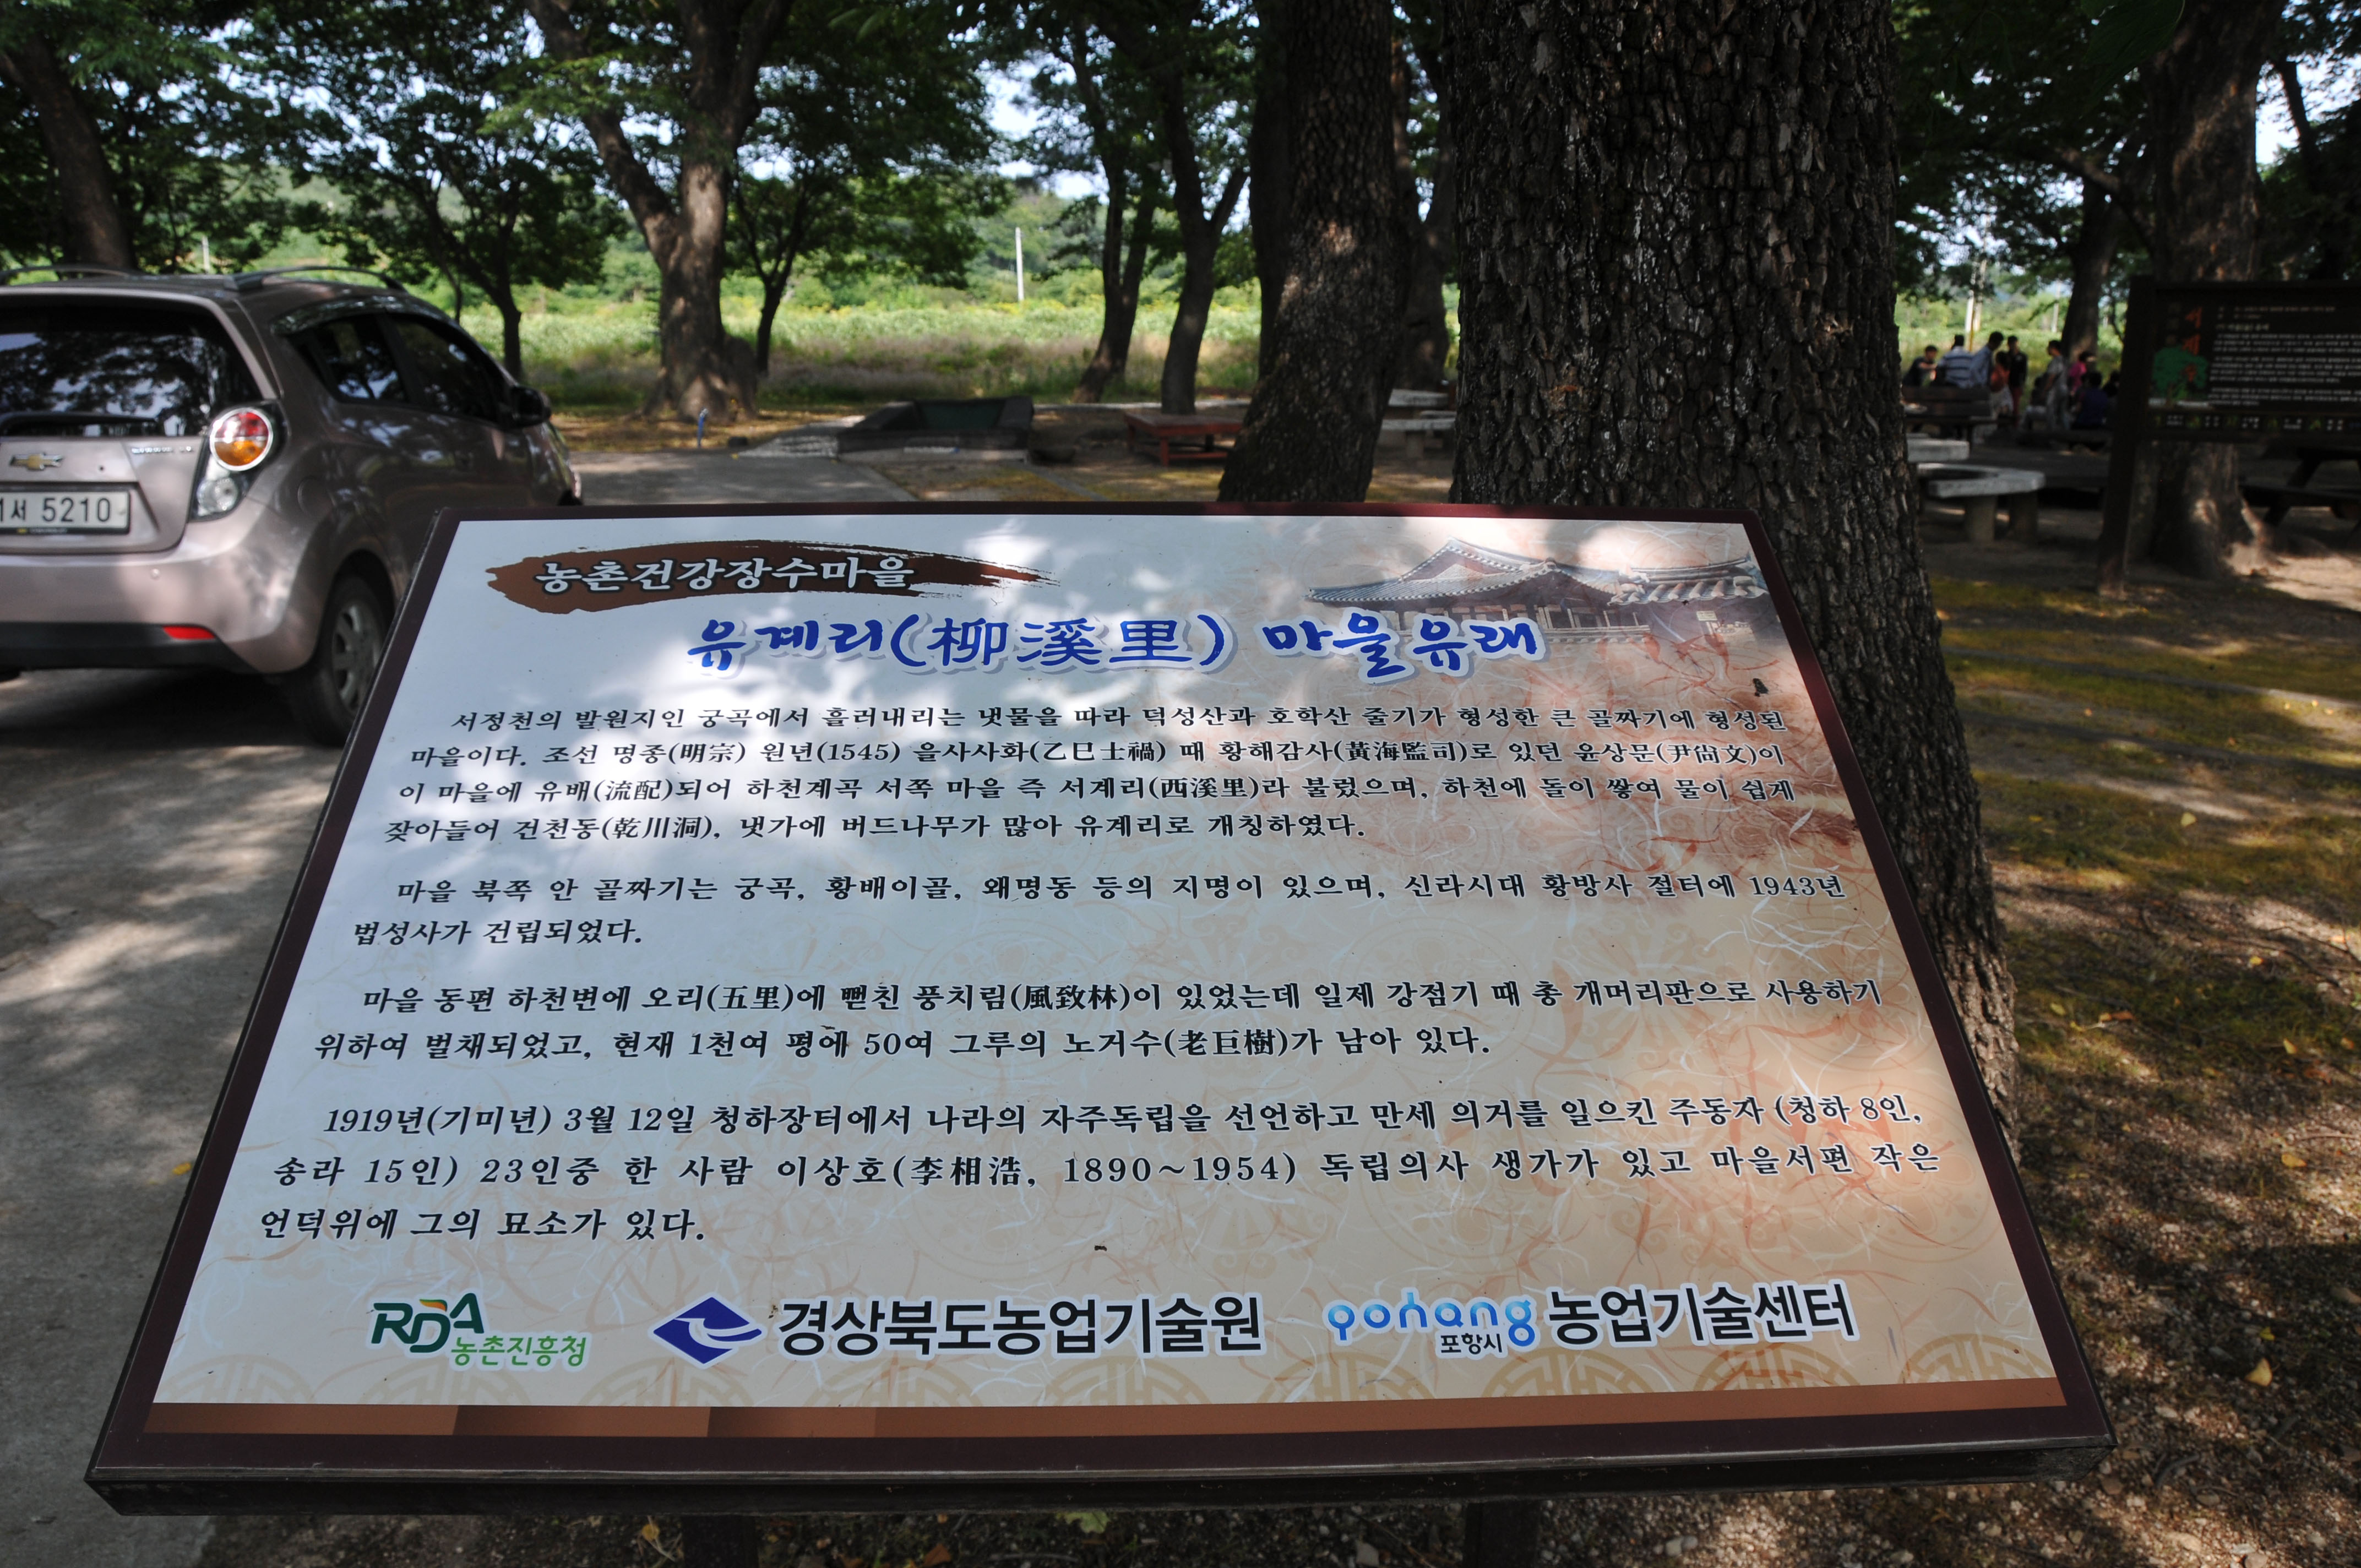 농촌건강장수마을
유계리(柳溪里) 마을유래
서정천의 발원지인 궁곡에서 흘러내리는 냇물을 따라 덕성산과 호학산 줄기가 형성한 큰 골짜기에 형성된
마을이다. 조선 명종(明宗) 원년(1545) 을사사화(乙巳士禍) 때 황해감사(黃海監司)로 있던 윤상문(尹尙文)이
이 마을에 유배(流配)되어 하천계곡 서쪽 마을 즉 서계리(西溪里)라 불렀으며, 하천에 돌이 쌓여 물이 쉽게
잦아들어 건천동(乾川洞), 냇가에 버드나무가 많아 유계리로 개칭하였다.
마을 북쪽 안 골짜기는 궁곡, 황배이골, 왜명동 등의 지명이 있으며, 신라시대 황방사 절터에 1943년
법성사가 건립되었다.
마을 동편 하천변에 오리(五里)에 뻗친 풍치림(風致林)이 있었는데 일제 강점기 때 총 개머리판으로 사용하기
위하여 벌채되었고, 현재 1천여 평에 50여 그루의 노거수(老巨樹)가 남아 있다.
1919년(기미년) 3월 12일 청하장터에서 나라의 자주독립을 선언하고 만세 의거를 일으킨 주동자 (청하 8인,
송라 15인) 23인중 한 사람 이상호(李相浩, 1890~1954) 독립의사 생가가 있고 마을서편 작은
언덕위에 그의 묘소가 있다.
RDA 농촌진흥청
경상북도농업기술원
pohang 포항시 농업기술센터
서 5210